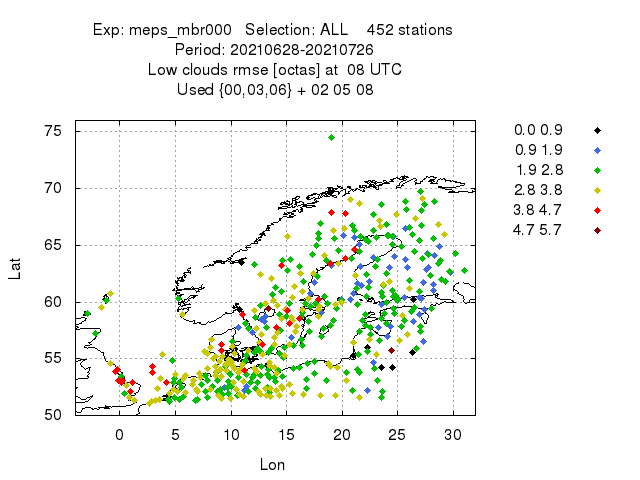 Exp: meps_mbr000   Selection: ALL    452 stations
Period: 20210628-20210726
Low clouds rmse [octas] at  08 UTC
Used {00,03,06} + 02 05 08
75
70
65
60
55
50
Lat
0 5 10 15 20 25 30
Lon
0.0 0.9
0.9 1.9
1.9 2.8
2.8 3.8
3.8 4.7
4.7 5.7